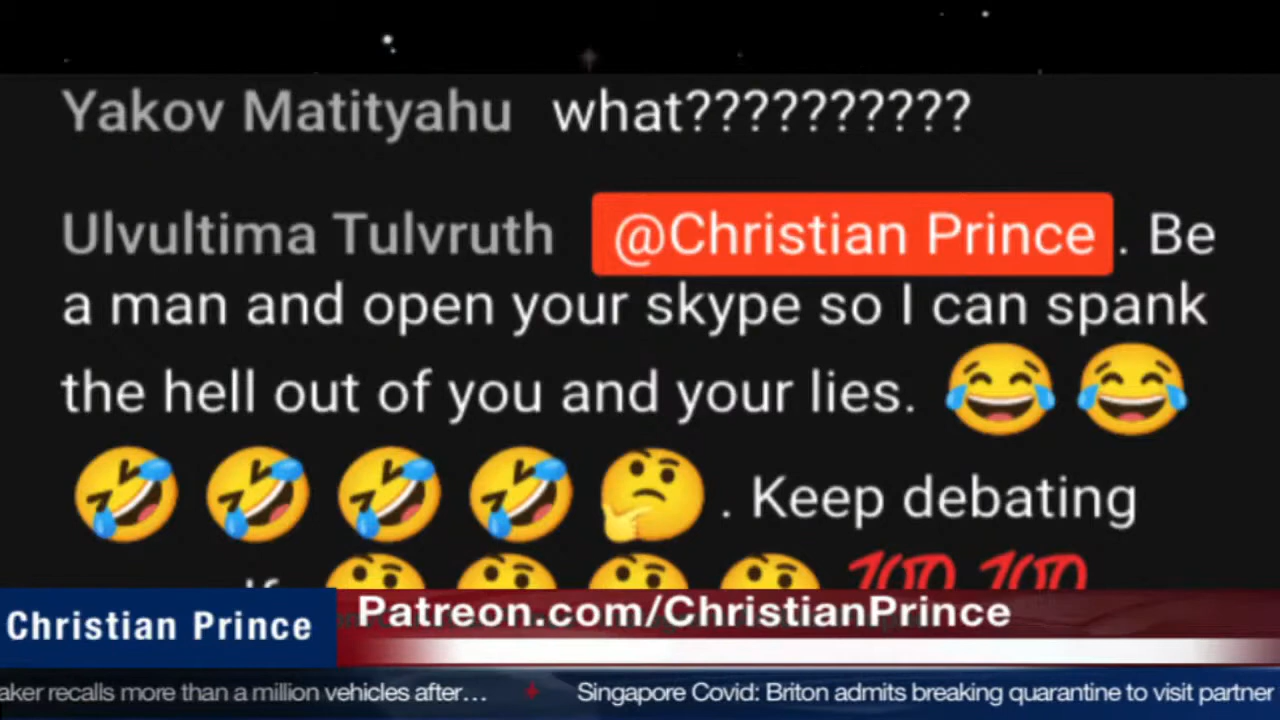 Yakov Matityahu what??????????
Ulvultima Tulvruth @Christian Prince . Be
a man and open your skype so I can spank
the hell out of you and your lies. 😂 😂
🤣 🤣 🤣 🤣 🤔 . Keep debating
🤔 🤔 🤔 🤔 💯 💯
Christian Prince
Patreon.com/ChristianPrince
aker recalls more than a million vehicles after… Singapore Covid: Briton admits breaking quarantine to visit partner